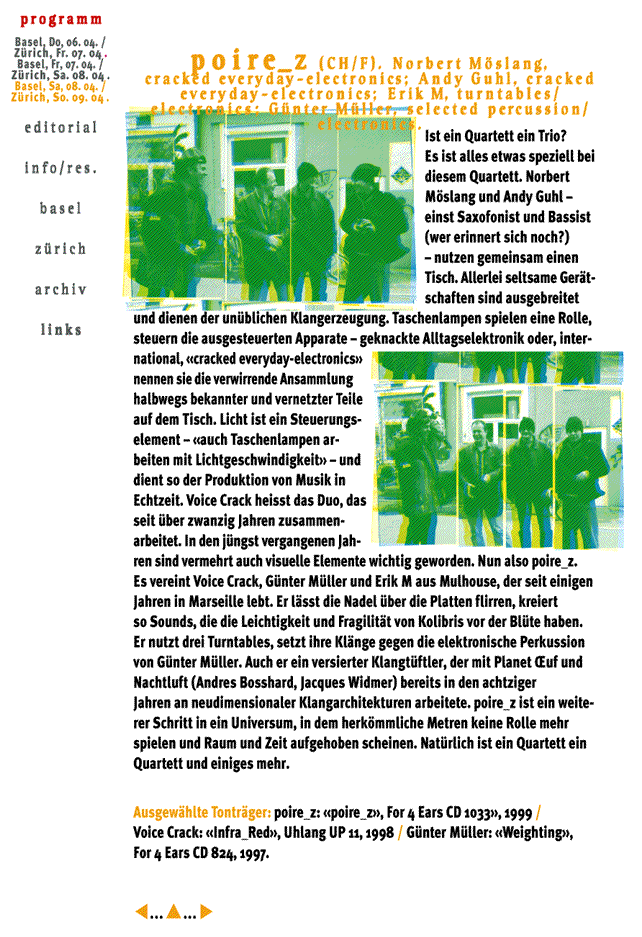 programm
Basel, Do, 06. 04. /
Zürich, Fr. 07. 04 .
Basel, Fr, 07. 04. /
Zürich, Sa. 08. 04 .
Basel, Sa, 08. 04. /
Zürich, So. 09. 04 .
editorial
info/res.
basel
zürich
archiv
links
poire_z (CH/F). Norbert Möslang,
cracked everyday-electronics; Andy Guhl, cracked
everyday-electronics; Erik M, turntables/
electronics; Günter Müller, selected percussion/
electronics.
Ist ein Quartett ein Trio?
Es ist alles etwas speziell bei
diesem Quartett. Norbert
Möslang und Andy Guhl –
einst Saxofonist und Bassist
(wer erinnert sich noch?)
– nutzen gemeinsam einen
Tisch. Allerlei seltsame Gerät-
schaften sind ausgebreitet
und dienen der unüblichen Klangerzeugung. Taschenlampen spielen eine Rolle,
steuern die ausgesteuerten Apparate – geknackte Alltagselektronik oder, inter-
national, «cracked everyday-electronics»
nennen sie die verwirrende Ansammlung
halbwegs bekannter und vernetzter Teile
auf dem Tisch. Licht ist ein Steuerungs-
element – «auch Taschenlampen ar-
beiten mit Lichtgeschwindigkeit» – und
dient so der Produktion von Musik in
Echtzeit. Voice Crack heisst das Duo, das
seit über zwanzig Jahren zusammen-
arbeitet. In den jüngst vergangenen Jah-
ren sind vermehrt auch visuelle Elemente wichtig geworden. Nun also poire_z.
Es vereint Voice Crack, Günter Müller und Erik M aus Mulhouse, der seit einigen
Jahren in Marseille lebt. Er lässt die Nadel über die Platten flirren, kreiert
so Sounds, die die Leichtigkeit und Fragilität von Kolibris vor der Blüte haben.
Er nutzt drei Turntables, setzt ihre Klänge gegen die elektronische Perkussion
von Günter Müller. Auch er ein versierter Klangtüftler, der mit Planet Œuf und
Nachtluft (Andres Bosshard, Jacques Widmer) bereits in den achtziger
Jahren an neudimensionaler Klangarchitekturen arbeitete. poire_z ist ein weite-
rer Schritt in ein Universum, in dem herkömmliche Metren keine Rolle mehr
spielen und Raum und Zeit aufgehoben scheinen. Natürlich ist ein Quartett ein
Quartett und einiges mehr.
Ausgewählte Tonträger: poire_z: «poire_z», For 4 Ears CD 1033», 1999 /
Voice Crack: «Infra_Red», Uhlang UP 11, 1998 / Günter Müller: «Weighting»,
For 4 Ears CD 824, 1997.
... ...